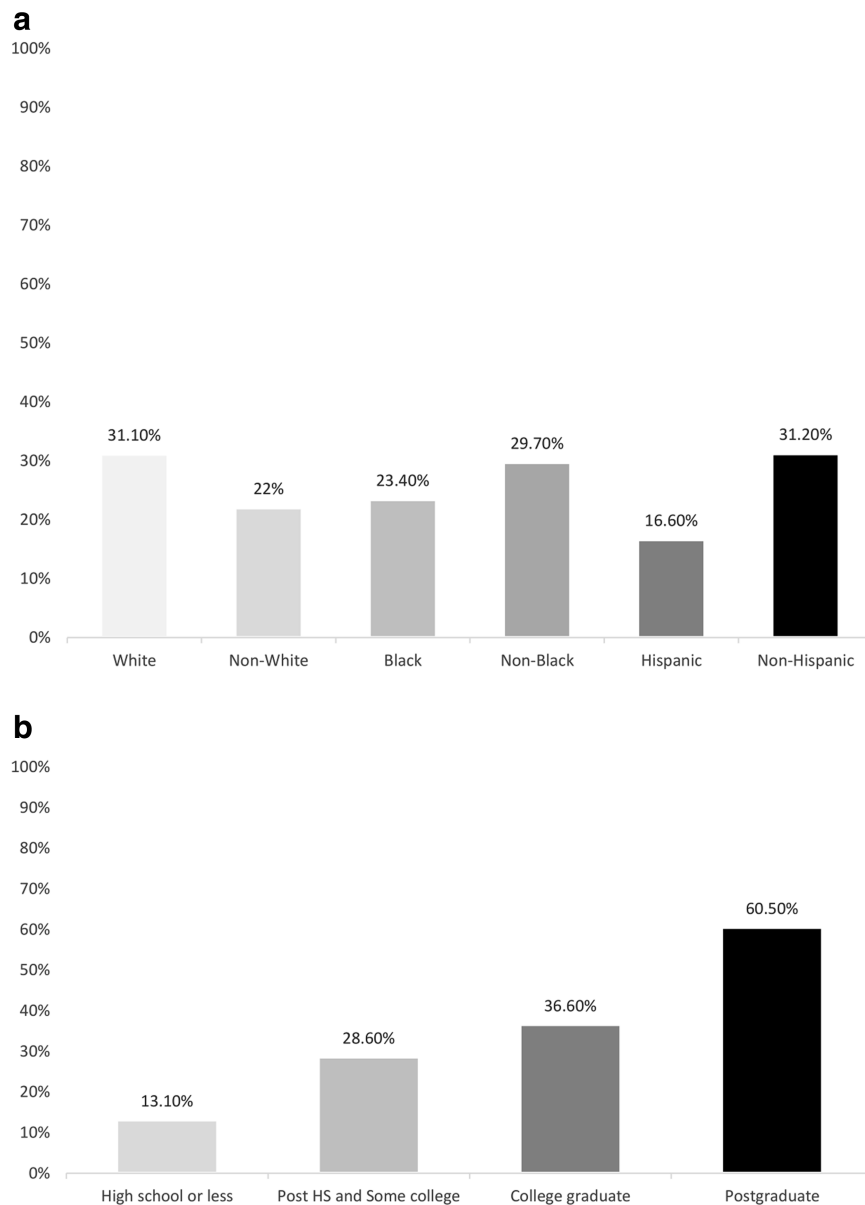 a
100%
90%
80%
70%
60%
50%
40%
30%
20%
10%
0%
31.10%
22%
23.40%
29.70%
16.60%
31.20%
White
Non-White
Black
Non-Black
Hispanic
Non-Hispanic
b
100%
90%
80%
70%
60%
50%
40%
30%
20%
10%
0%
13.10%
28.60%
36.60%
60.50%
High school or less
Post HS and Some college
College graduate
Postgraduate